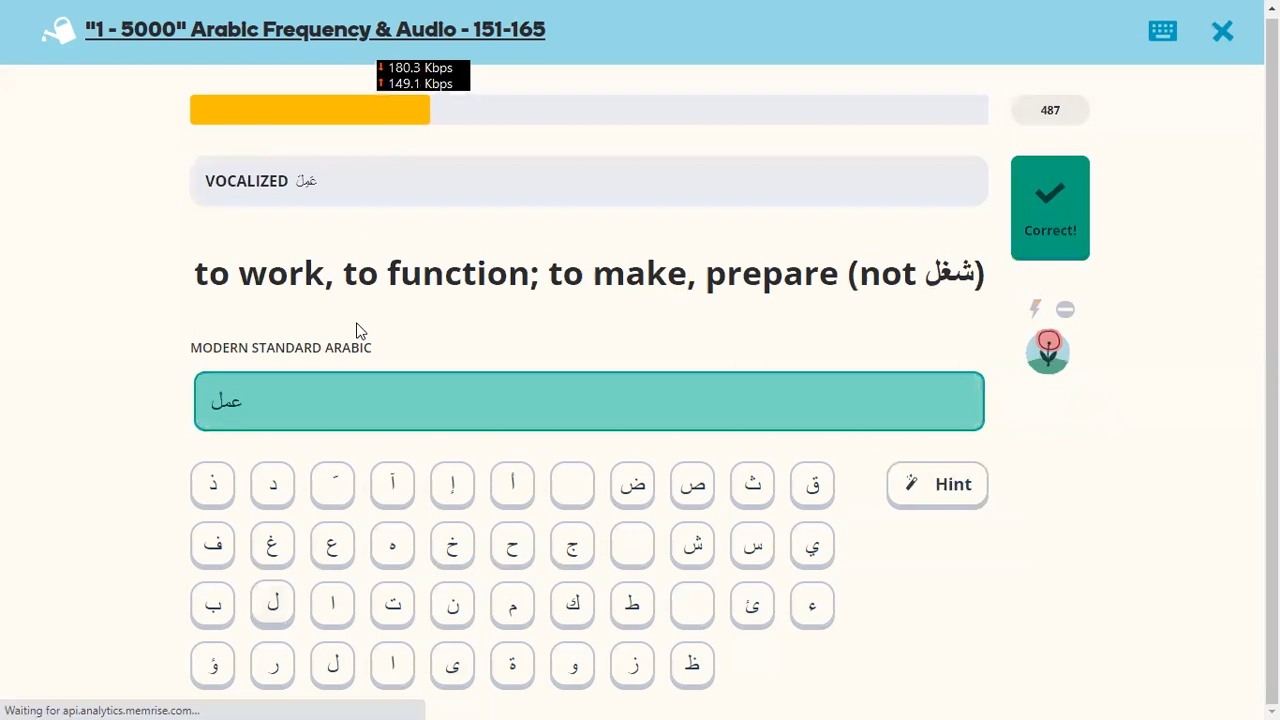 "1 - 5000" Arabic Frequency & Audio - 151-165
180.3 Kbps
149.1 Kbps
487
VOCALIZED عَمِلَ
Correct!
to work, to function; to make, prepare (not شغل)
MODERN STANDARD ARABIC
عمل
ذ د َ آ إ أ ض ص ث ق
Hint
ف غ ع ه خ ح ج ش س ي
ب ل ا ت ن م ك ط ئ ء
ؤ ر ل ا ى ة و ز ظ
Waiting for api.analytics.memrise.com...